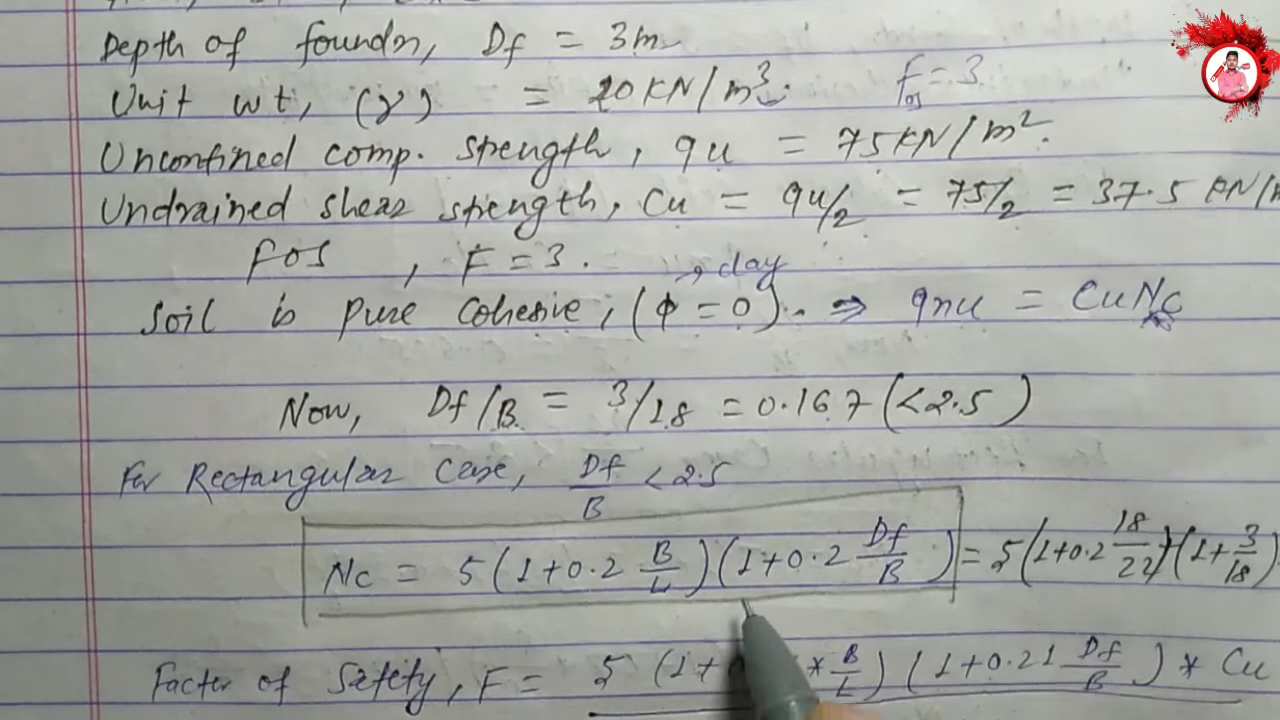 Depth of foundn, Df = 3m
Unit wt, (γ) = 20 KN/m³. fos = 3
Unconfined comp. strength, qu = 75 KN/m².
Undrained shear strength, Cu = qu/2 = 75/2 = 37.5 KN/m
FOS , F = 3.
→ clay
Soil is pure cohesive, (φ = 0). ⇒ qnu = CuNc
Now, Df/B = 3/18 = 0.167 (<2.5)
For Rectangular Case, Df/B < 2.5
Nc = 5(1+0.2 B/L)(1+0.2 Df/B) = 5(1+0.2 18/22)(1+3/18)
Factor of Safety, F = 5 (1+ * B/L) (1+0.21 Df/B) * Cu